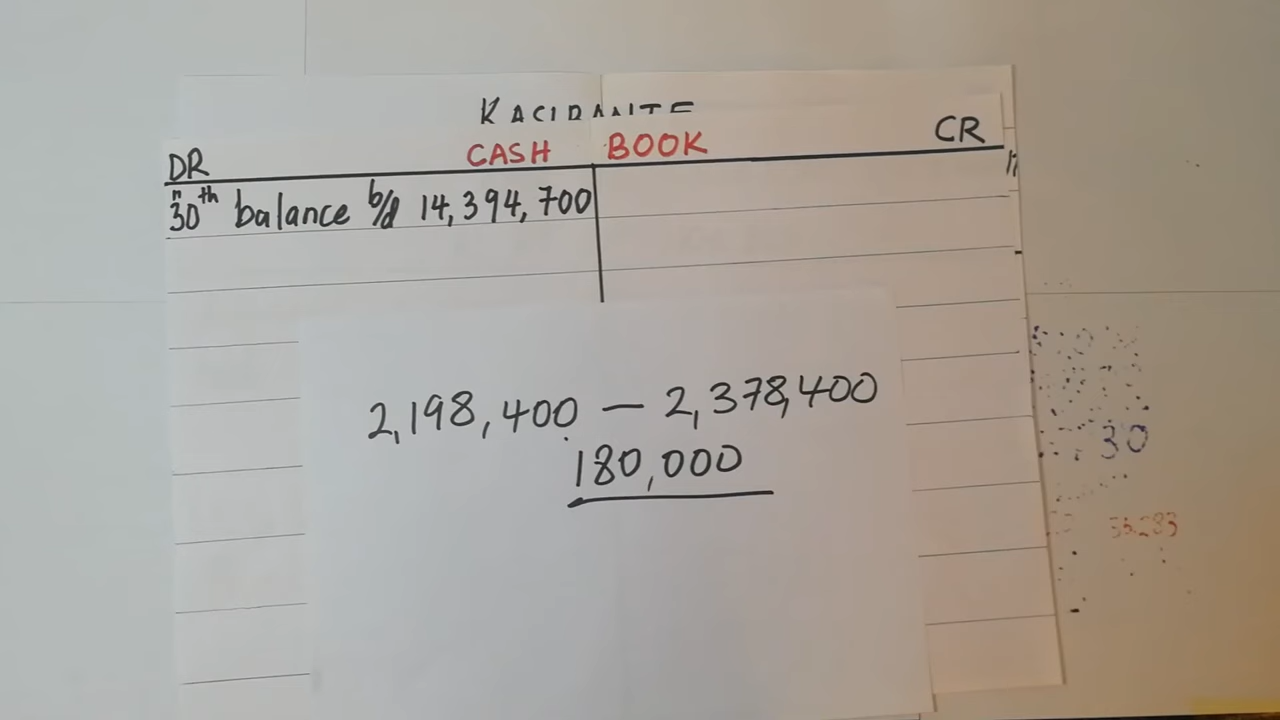 DR CASH BOOK CR
30th balance b/d 14,394,700
2,198,400 — 2,378,400
180,000
30